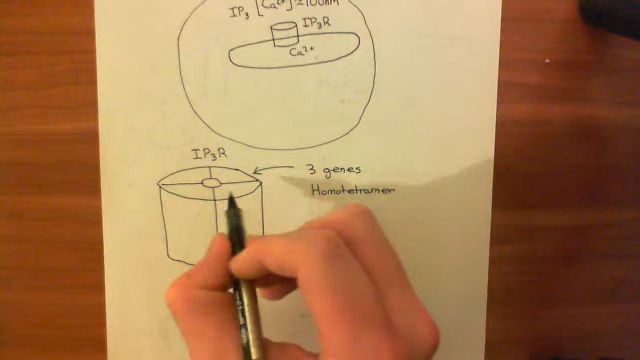 IP₃ [Ca²⁺] ≈ 100nM
IP₃R
Ca²⁺
IP₃R
3 genes
Homotetramer